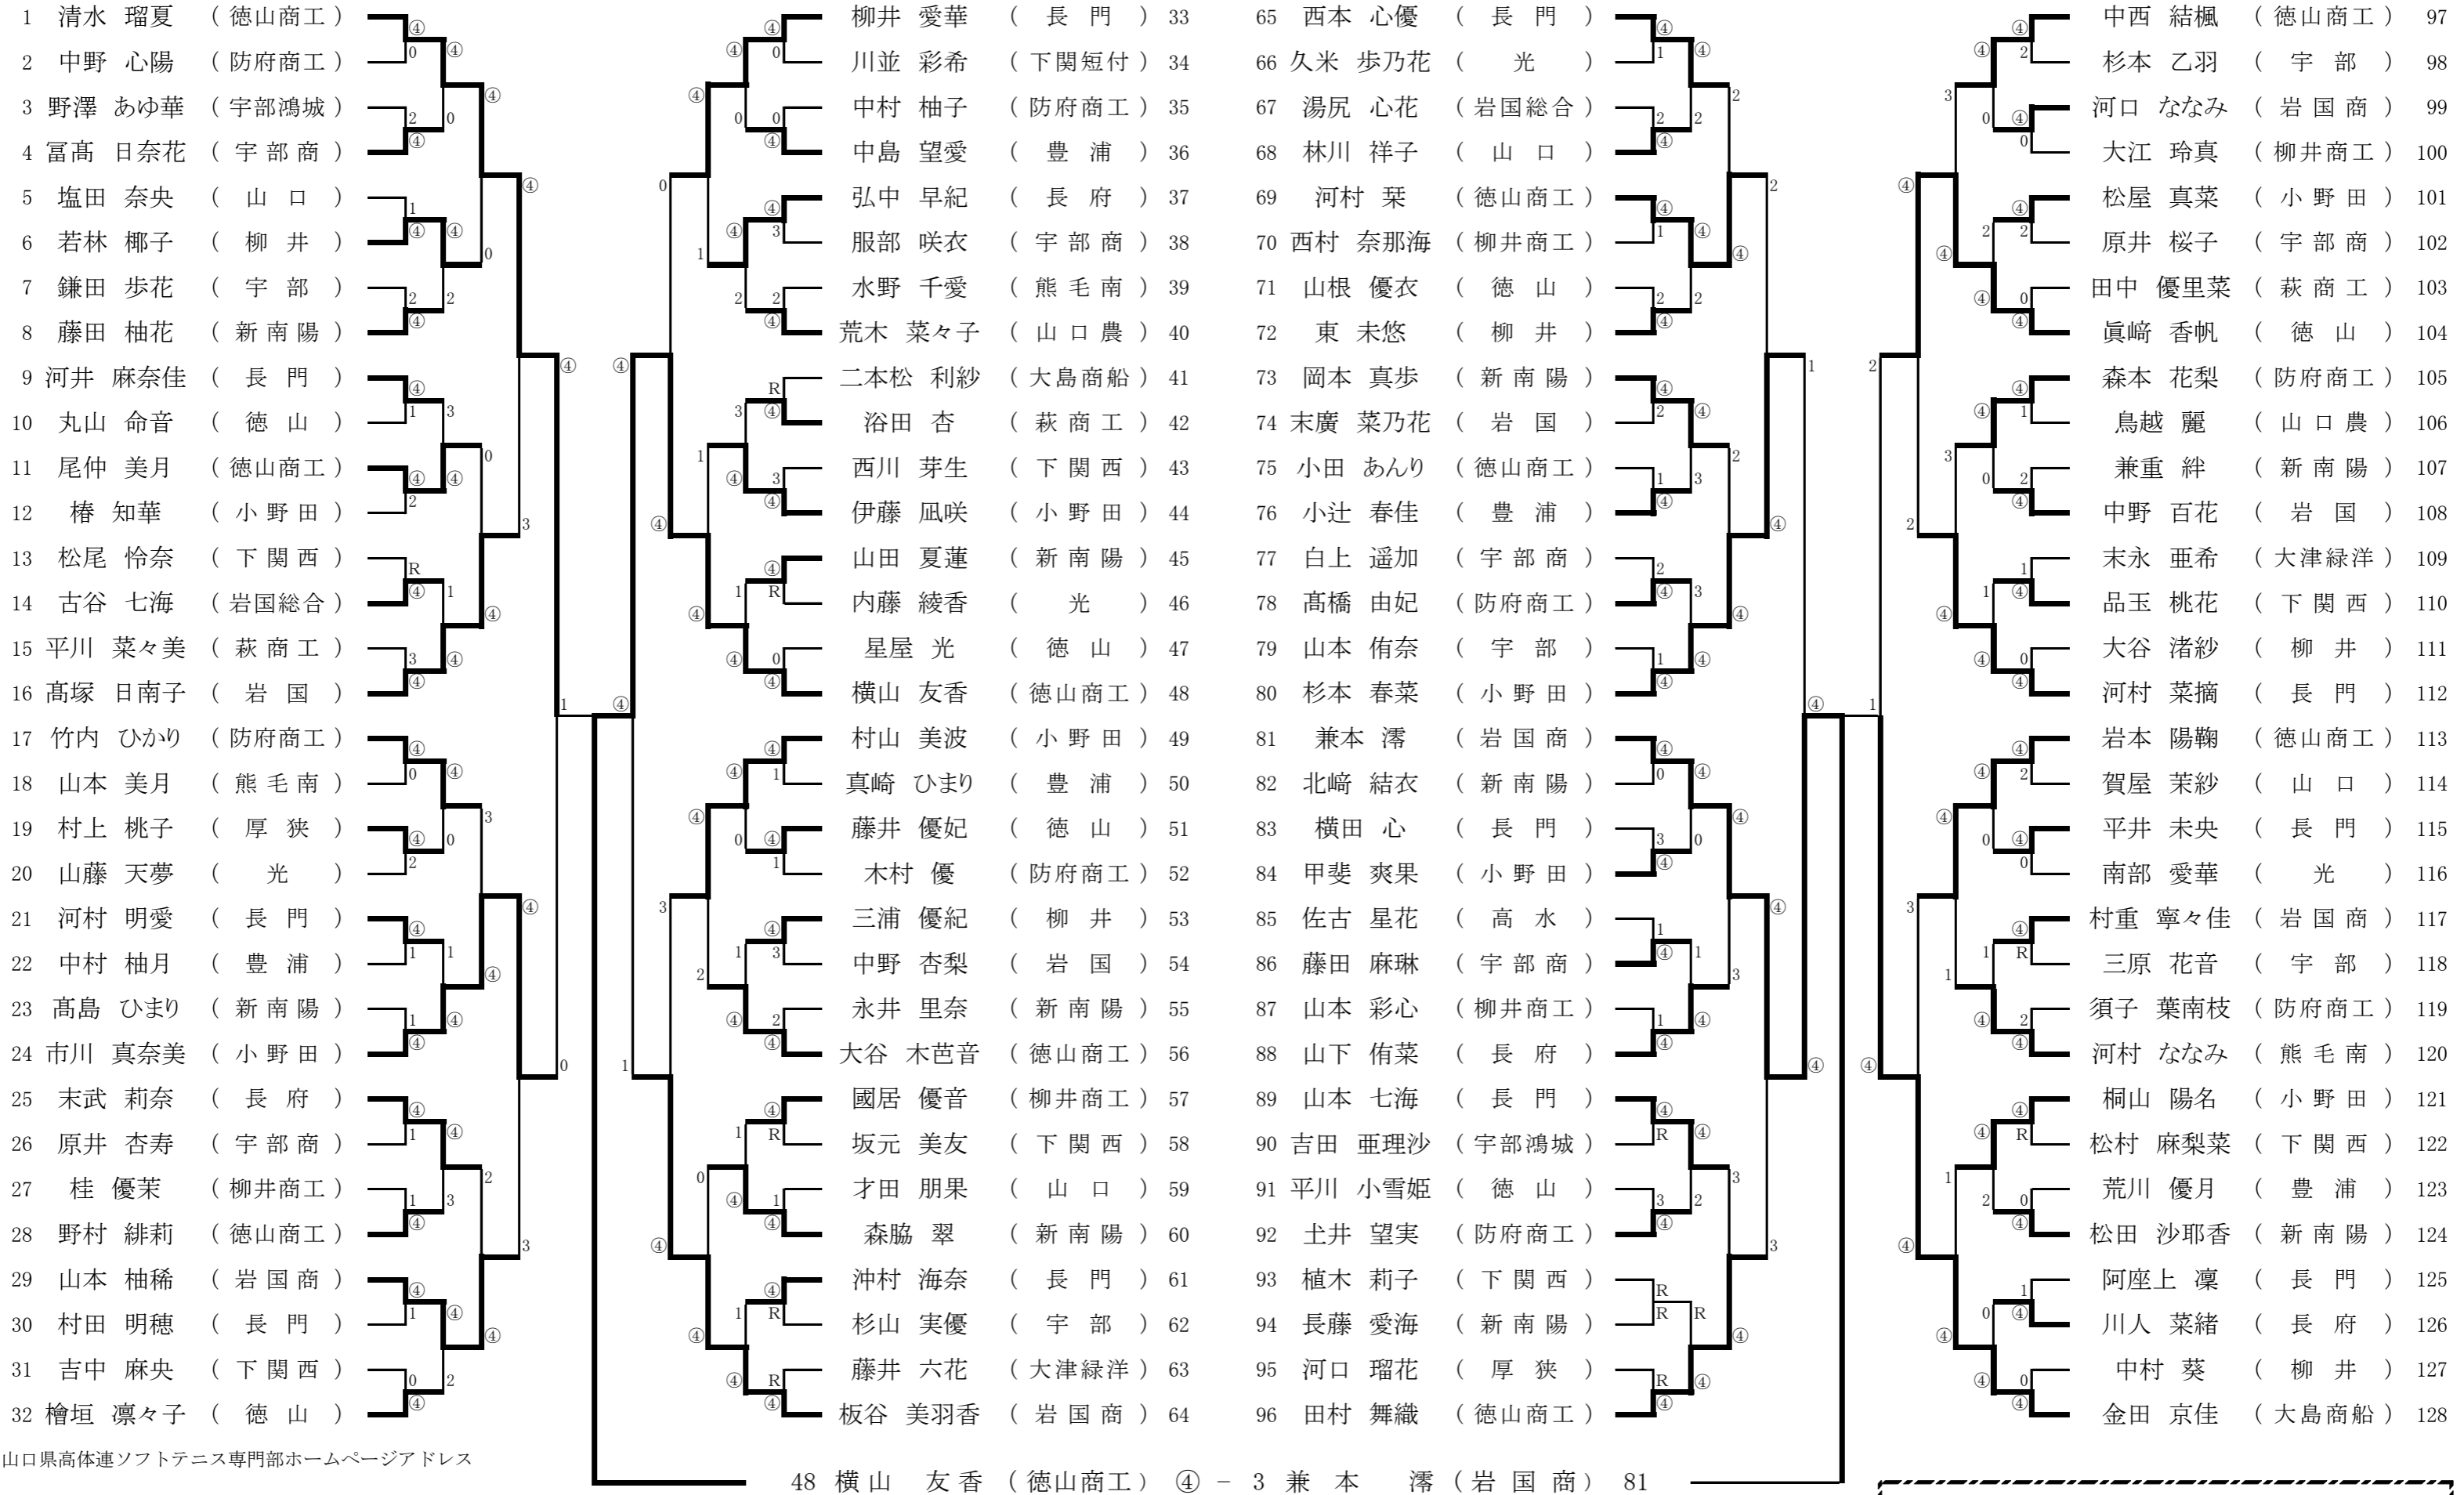 1 清水 瑠夏 （徳山商工）
2 中野 心陽 （防府商工）
3 野澤 あゆ華 （宇部鴻城）
4 冨髙 日奈花 （宇部商）
5 塩田 奈央 （山口）
6 若林 椰子 （柳井）
7 鎌田 歩花 （宇部）
8 藤田 柚花 （新南陽）
9 河井 麻奈佳 （長門）
10 丸山 命音 （徳山）
11 尾仲 美月 （徳山商工）
12 椿 知華 （小野田）
13 松尾 怜奈 （下関西）
14 古谷 七海 （岩国総合）
15 平川 菜々美 （萩商工）
16 髙塚 日南子 （岩国）
17 竹内 ひかり （防府商工）
18 山本 美月 （熊毛南）
19 村上 桃子 （厚狭）
20 山藤 天夢 （光）
21 河村 明愛 （長門）
22 中村 柚月 （豊浦）
23 髙島 ひまり （新南陽）
24 市川 真奈美 （小野田）
25 末武 莉奈 （長府）
26 原井 杏寿 （宇部商）
27 桂 優茉 （柳井商工）
28 野村 緋莉 （徳山商工）
29 山本 柚稀 （岩国商）
30 村田 明穂 （長門）
31 吉中 麻央 （下関西）
32 檜垣 凛々子 （徳山）
柳井 愛華 （長門） 33
川並 彩希 （下関短付） 34
中村 柚子 （防府商工） 35
中島 望愛 （豊浦） 36
弘中 早紀 （長府） 37
服部 咲衣 （宇部商） 38
水野 千愛 （熊毛南） 39
荒木 菜々子 （山口農） 40
二本松 利紗 （大島商船） 41
浴田 杏 （萩商工） 42
西川 芽生 （下関西） 43
伊藤 凪咲 （小野田） 44
山田 夏蓮 （新南陽） 45
内藤 綾香 （光） 46
星屋 光 （徳山） 47
横山 友香 （徳山商工） 48
村山 美波 （小野田） 49
真崎 ひまり （豊浦） 50
藤井 優妃 （徳山） 51
木村 優 （防府商工） 52
三浦 優紀 （柳井） 53
中野 杏梨 （岩国） 54
永井 里奈 （新南陽） 55
大谷 木芭音 （徳山商工） 56
國居 優音 （柳井商工） 57
坂元 美友 （下関西） 58
才田 朋果 （山口） 59
森脇 翠 （新南陽） 60
沖村 海奈 （長門） 61
杉山 実優 （宇部） 62
藤井 六花 （大津緑洋） 63
板谷 美羽香 （岩国商） 64
65 西本 心優 （長門）
66 久米 歩乃花 （光）
67 湯尻 心花 （岩国総合）
68 林川 祥子 （山口）
69 河村 栞 （徳山商工）
70 西村 奈那海 （柳井商工）
71 山根 優衣 （徳山）
72 東 未悠 （柳井）
73 岡本 真歩 （新南陽）
74 末廣 菜乃花 （岩国）
75 小田 あんり （徳山商工）
76 小辻 春佳 （豊浦）
77 白上 遥加 （宇部商）
78 髙橋 由妃 （防府商工）
79 山本 侑奈 （宇部）
80 杉本 春菜 （小野田）
81 兼本 澪 （岩国商）
82 北﨑 結衣 （新南陽）
83 横田 心 （長門）
84 甲斐 爽果 （小野田）
85 佐古 星花 （高水）
86 藤田 麻琳 （宇部商）
87 山本 彩心 （柳井商工）
88 山下 侑菜 （長府）
89 山本 七海 （長門）
90 吉田 亜理沙 （宇部鴻城）
91 平川 小雪姫 （徳山）
92 土井 望実 （防府商工）
93 植木 莉子 （下関西）
94 長藤 愛海 （新南陽）
95 河口 瑠花 （厚狭）
96 田村 舞織 （徳山商工）
中西 結楓 （徳山商工） 97
杉本 乙羽 （宇部） 98
河口 ななみ （岩国商） 99
大江 玲真 （柳井商工） 100
松屋 真菜 （小野田） 101
原井 桜子 （宇部商） 102
田中 優里菜 （萩商工） 103
眞﨑 香帆 （徳山） 104
森本 花梨 （防府商工） 105
鳥越 麗 （山口農） 106
兼重 絆 （新南陽） 107
中野 百花 （岩国） 108
末永 亜希 （大津緑洋） 109
品玉 桃花 （下関西） 110
大谷 渚紗 （柳井） 111
河村 菜摘 （長門） 112
岩本 陽鞠 （徳山商工） 113
賀屋 茉紗 （山口） 114
平井 未央 （長門） 115
南部 愛華 （光） 116
村重 寧々佳 （岩国商） 117
三原 花音 （宇部） 118
須子 葉南枝 （防府商工） 119
河村 ななみ （熊毛南） 120
桐山 陽名 （小野田） 121
松村 麻梨菜 （下関西） 122
荒川 優月 （豊浦） 123
松田 沙耶香 （新南陽） 124
阿座上 凜 （長門） 125
川人 菜緒 （長府） 126
中村 葵 （柳井） 127
金田 京佳 （大島商船） 128
山口県高体連ソフトテニス専門部ホームページアドレス
48 横山 友香 （徳山商工） ④ － 3 兼本 澪 （岩国商） 81